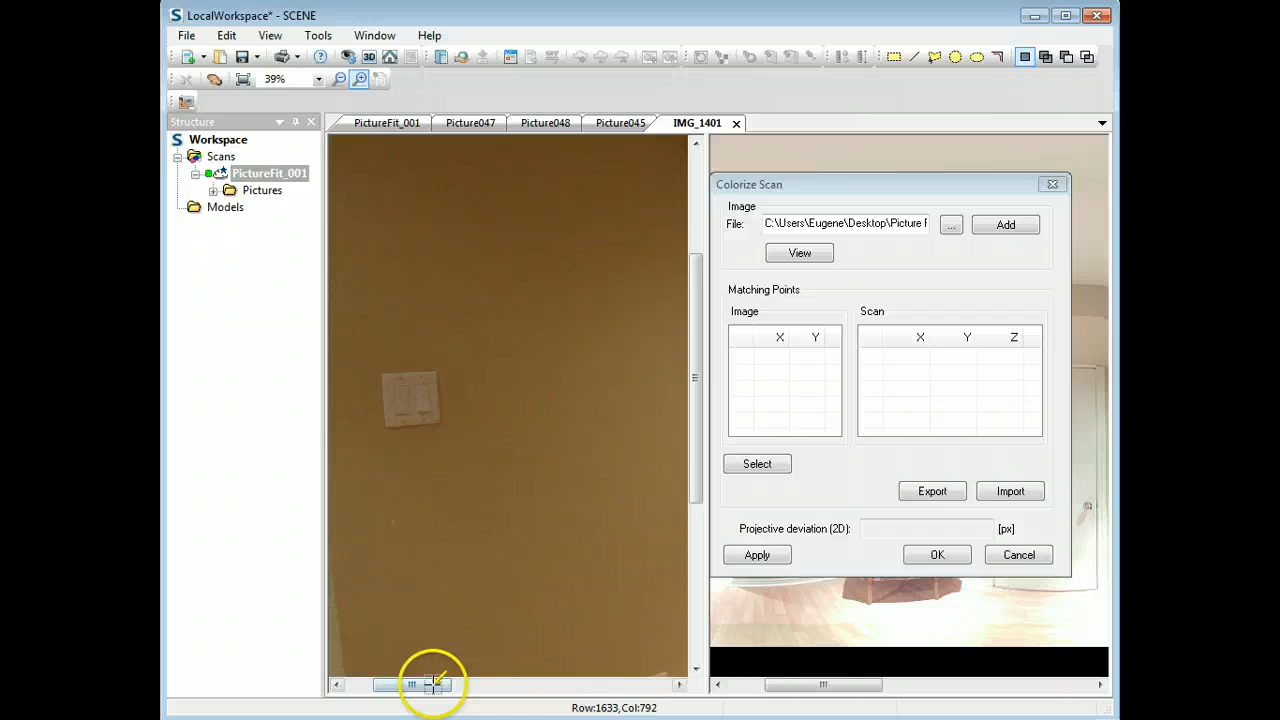 LocalWorkspace* - SCENE
File Edit View Tools Window Help
3D
39%
Structure
PictureFit_001 Picture047 Picture048 Picture045 IMG_1401
Workspace
Scans
PictureFit_001
Pictures
Models
Colorize Scan
Image
File: C:\Users\Eugene\Desktop\Picture F ... Add
View
Matching Points
Image Scan
X Y X Y Z
Select
Export Import
Projective deviation (2D): [px]
Apply OK Cancel
Row:1633,Col:792